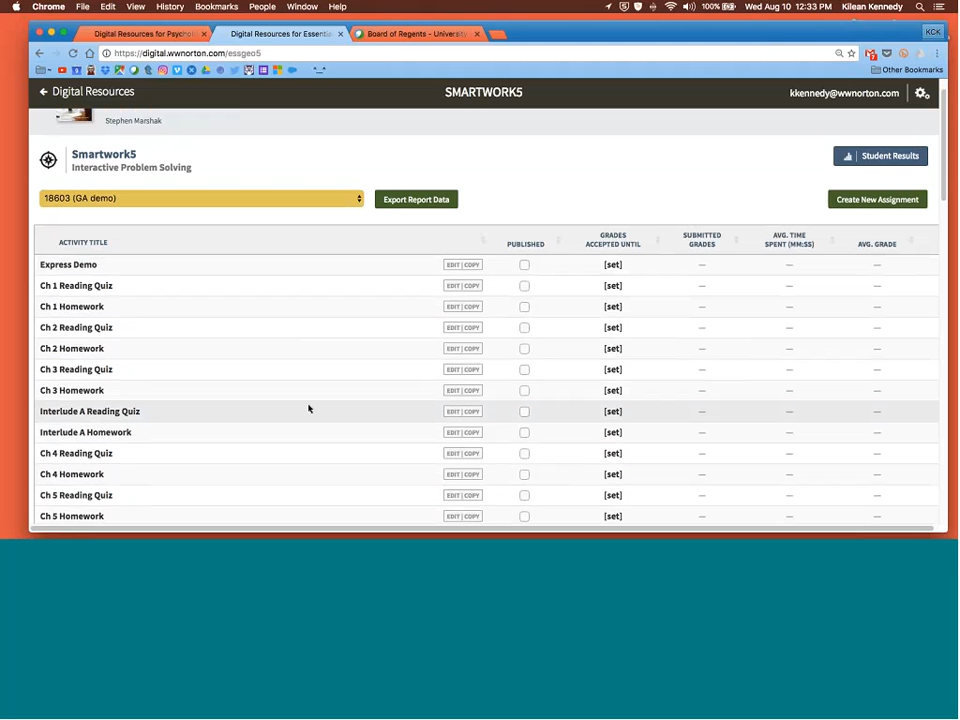 Chrome File Edit View History Bookmarks People Window Help 100% Wed Aug 10 12:33 PM Kilean Kennedy
Digital Resources for Psychol × Digital Resources for Essentia × Board of Regents - University × KCK
https://digital.wwnorton.com/essgeo5
Other Bookmarks
Digital Resources SMARTWORK5 kkennedy@wwnorton.com
Stephen Marshak
Smartwork5
Interactive Problem Solving
Student Results
18603 (GA demo) Export Report Data Create New Assignment
ACTIVITY TITLE PUBLISHED GRADES ACCEPTED UNTIL SUBMITTED GRADES AVG. TIME SPENT (MM:SS) AVG. GRADE
Express Demo EDIT | COPY [set] — — —
Ch 1 Reading Quiz EDIT | COPY [set] — — —
Ch 1 Homework EDIT | COPY [set] — — —
Ch 2 Reading Quiz EDIT | COPY [set] — — —
Ch 2 Homework EDIT | COPY [set] — — —
Ch 3 Reading Quiz EDIT | COPY [set] — — —
Ch 3 Homework EDIT | COPY [set] — — —
Interlude A Reading Quiz EDIT | COPY [set] — — —
Interlude A Homework EDIT | COPY [set] — — —
Ch 4 Reading Quiz EDIT | COPY [set] — — —
Ch 4 Homework EDIT | COPY [set] — — —
Ch 5 Reading Quiz EDIT | COPY [set] — — —
Ch 5 Homework EDIT | COPY [set] — — —